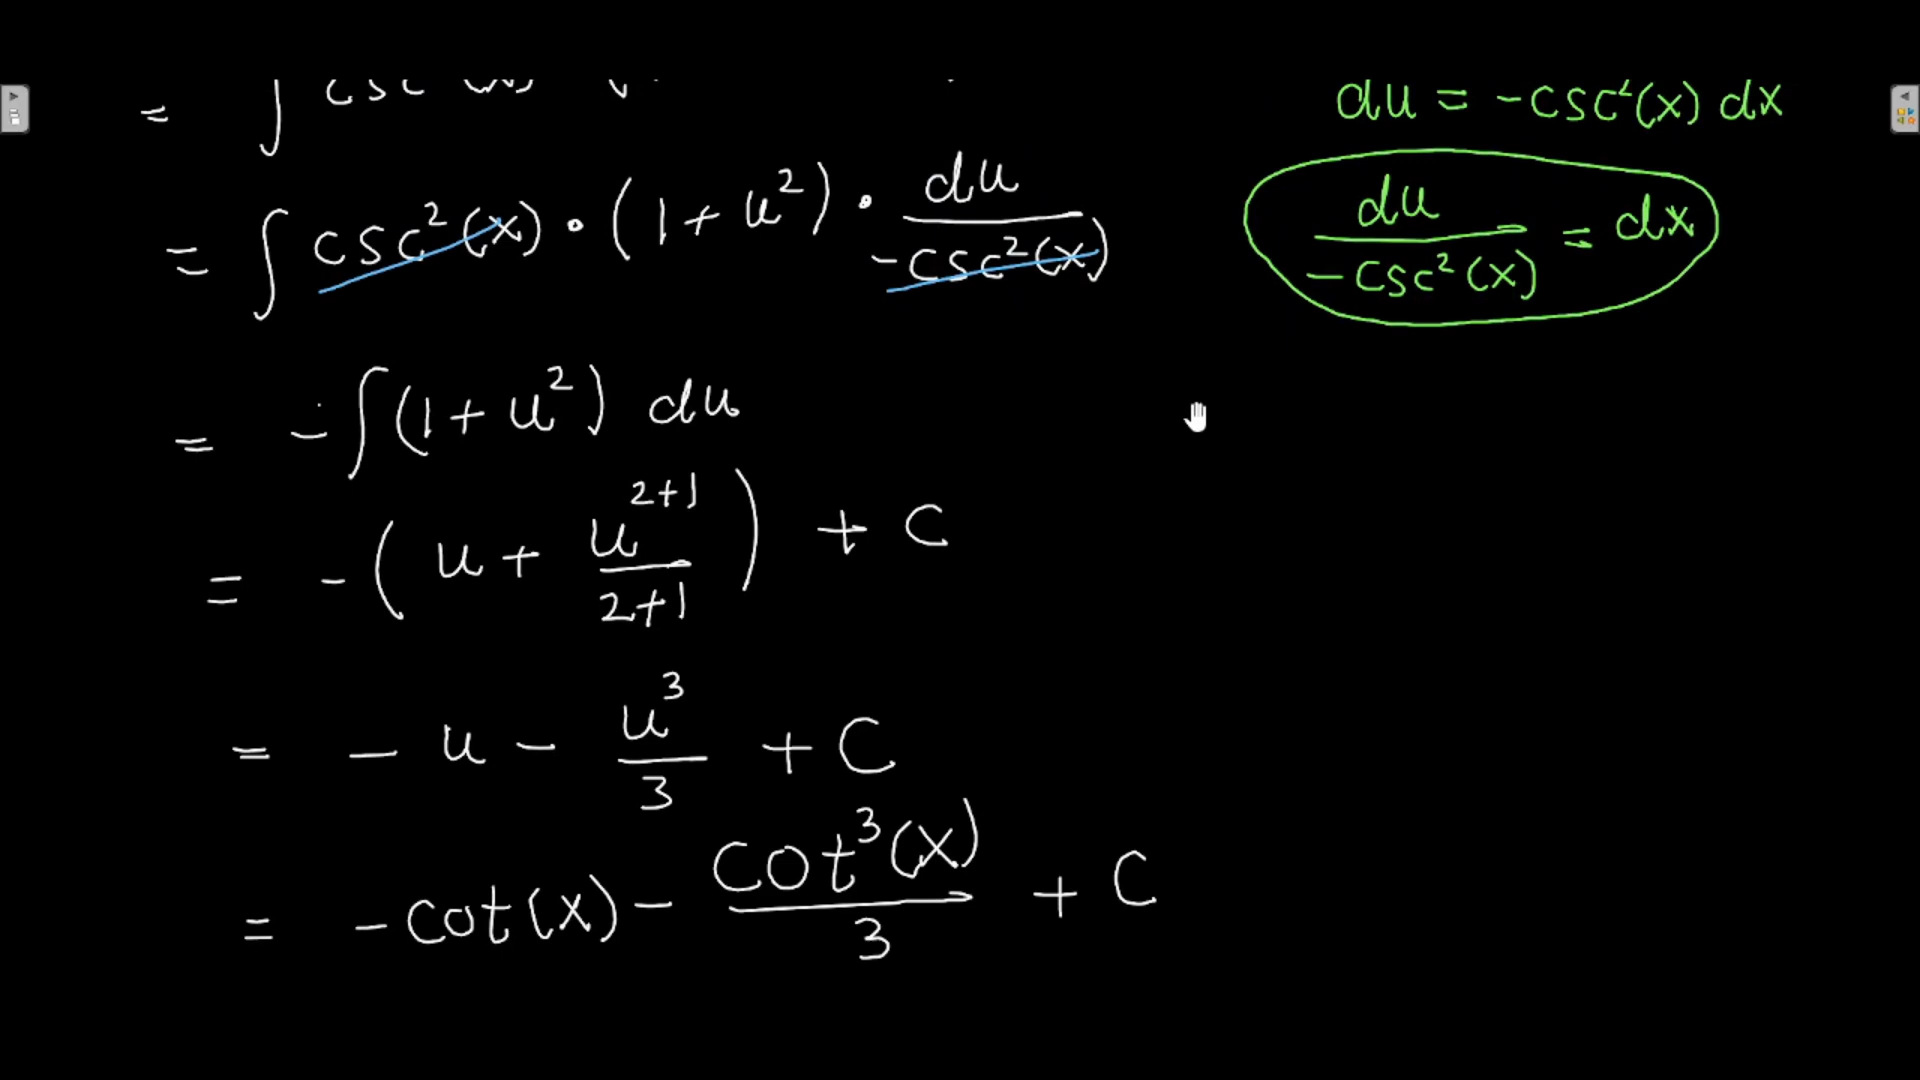 = ∫ csc
du = -csc²(x) dx
= ∫ csc²(x) · (1 + u²) · du / -csc²(x)
du / -csc²(x) = dx
= -∫(1 + u²) du
= -(u + u^(2+1) / 2+1) + C
= - u - u³/3 + C
= -cot(x) - cot³(x)/3 + C